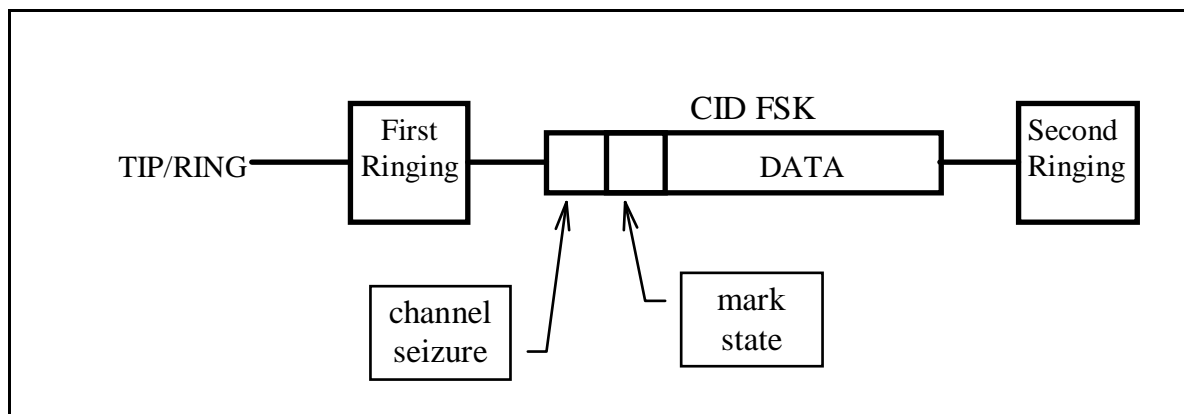 CID FSK
First
Ringing
Second
Ringing
TIP/RING
DATA
channel
seizure
mark
state